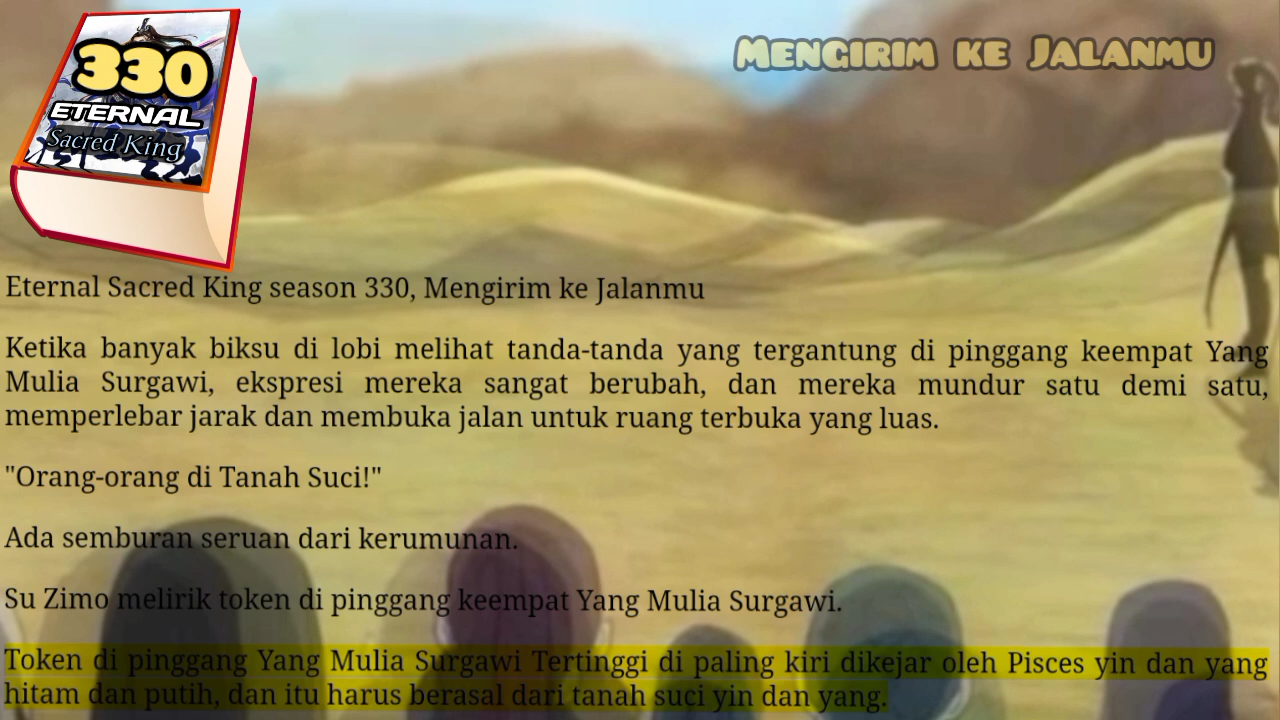 330
ETERNAL
Sacred King
Mengirim ke Jalanmu
Eternal Sacred King season 330, Mengirim ke Jalanmu
Ketika banyak biksu di lobi melihat tanda-tanda yang tergantung di pinggang keempat Yang
Mulia Surgawi, ekspresi mereka sangat berubah, dan mereka mundur satu demi satu,
memperlebar jarak dan membuka jalan untuk ruang terbuka yang luas.
"Orang-orang di Tanah Suci!"
Ada semburan seruan dari kerumunan.
Su Zimo melirik token di pinggang keempat Yang Mulia Surgawi.
Token di pinggang Yang Mulia Surgawi Tertinggi di paling kiri dikejar oleh Pisces yin dan yang
hitam dan putih, dan itu harus berasal dari tanah suci yin dan yang.